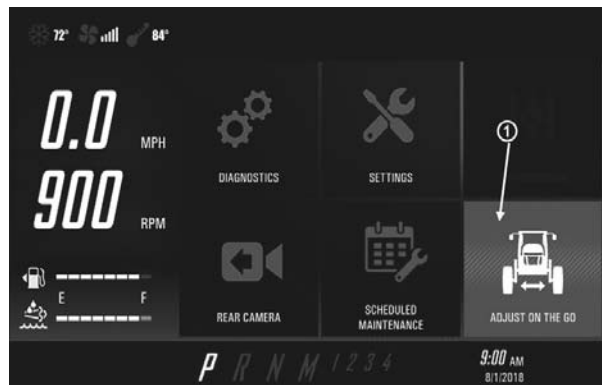 72° 84°
0.0 MPH
900 RPM
E F
DIAGNOSTICS
SETTINGS
①
REAR CAMERA
SCHEDULED
MAINTENANCE
ADJUST ON THE GO
P R N M 1 2 3 4
9:00 AM
8/1/2018